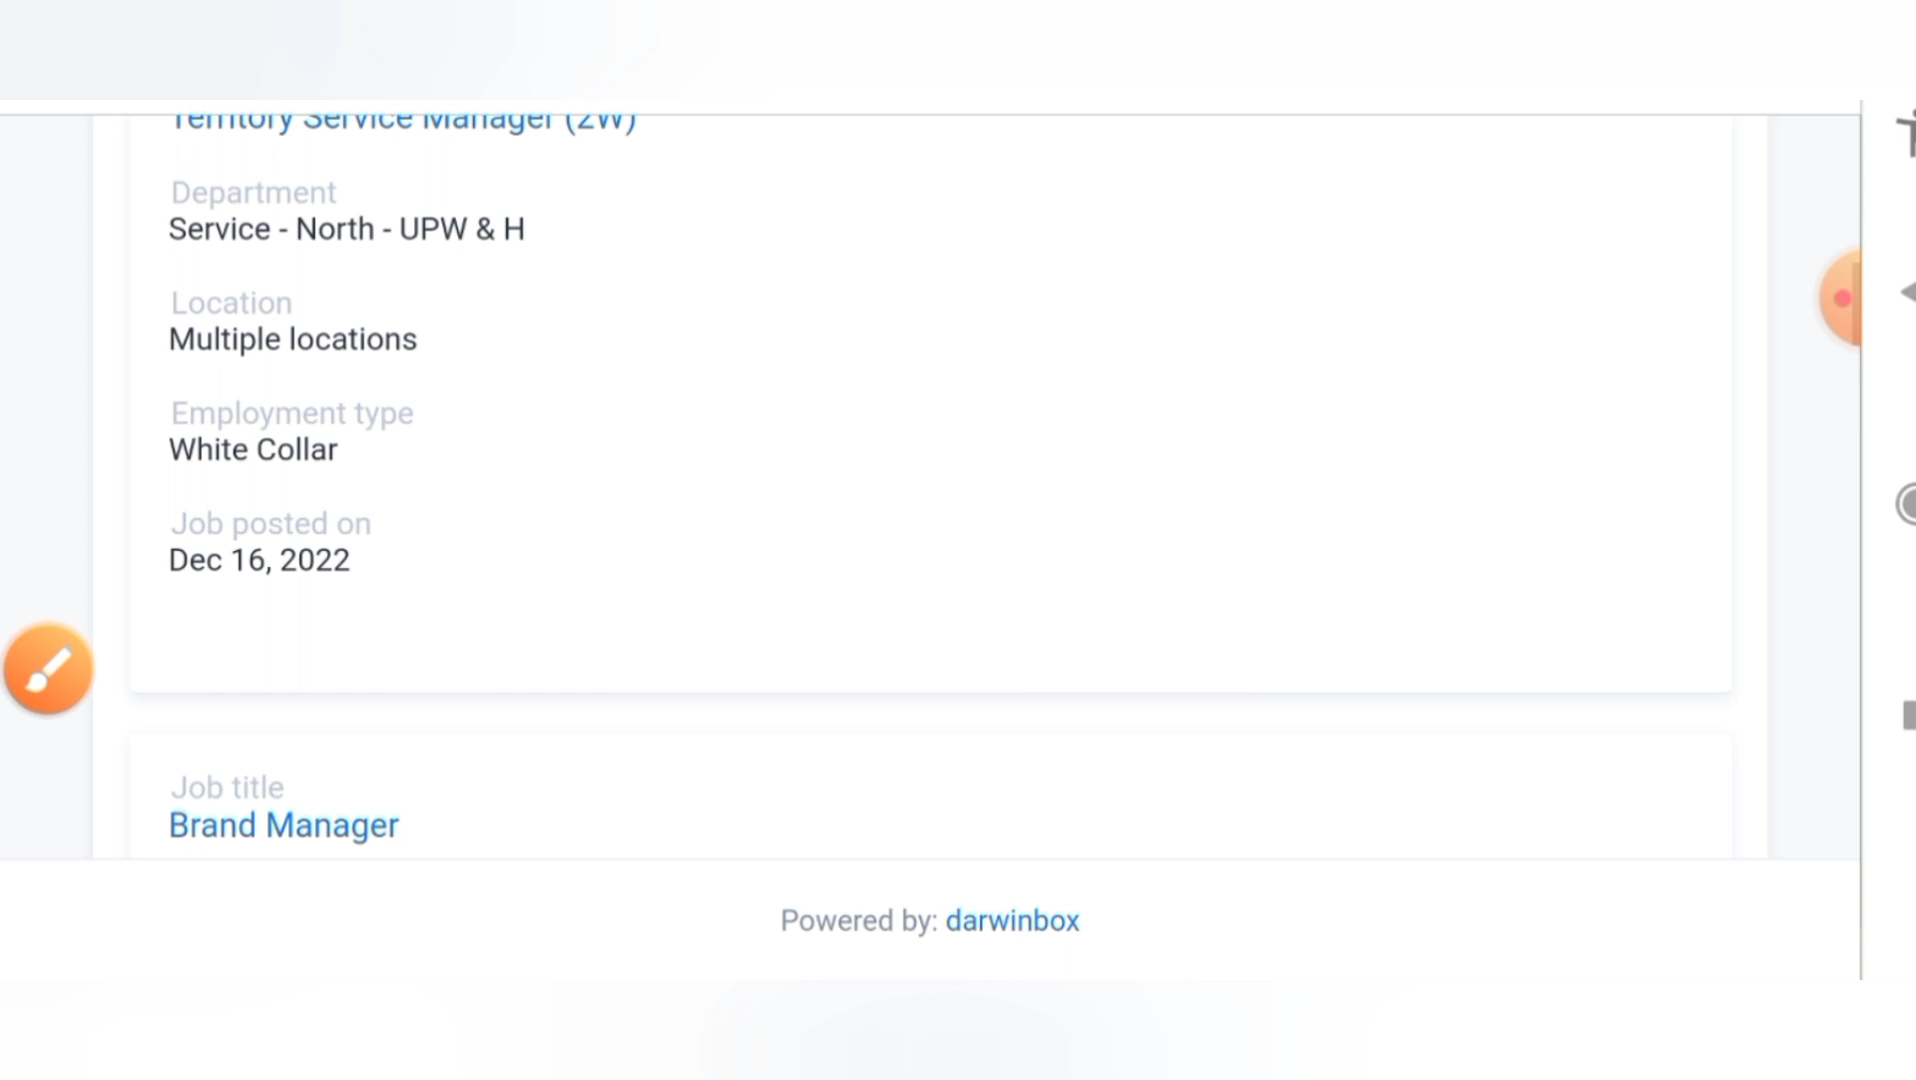 Territory Service Manager (2W)
Department
Service - North - UPW & H
Location
Multiple locations
Employment type
White Collar
Job posted on
Dec 16, 2022
Job title
Brand Manager
Powered by: darwinbox